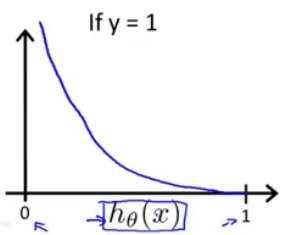 If y = 1
0 hθ(x) 1